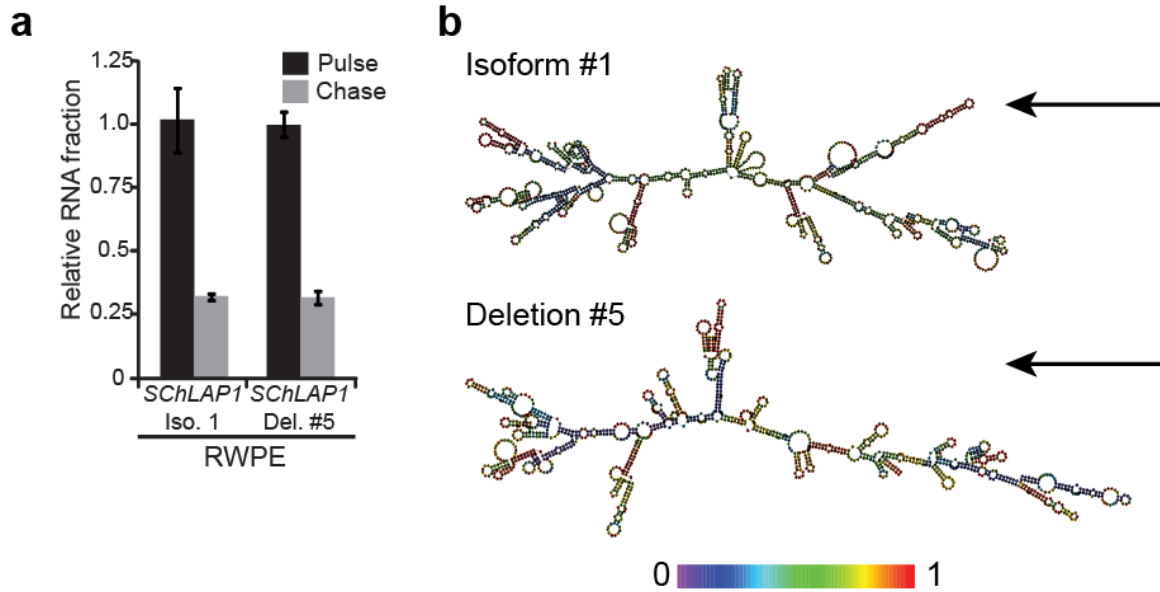 a
1.25
1.0
0.75
0.5
0.25
0
Relative RNA fraction
Pulse
Chase
SChLAP1 SChLAP1
Iso. 1 Del. #5
RWPE
b
Isoform #1
Deletion #5
0 1